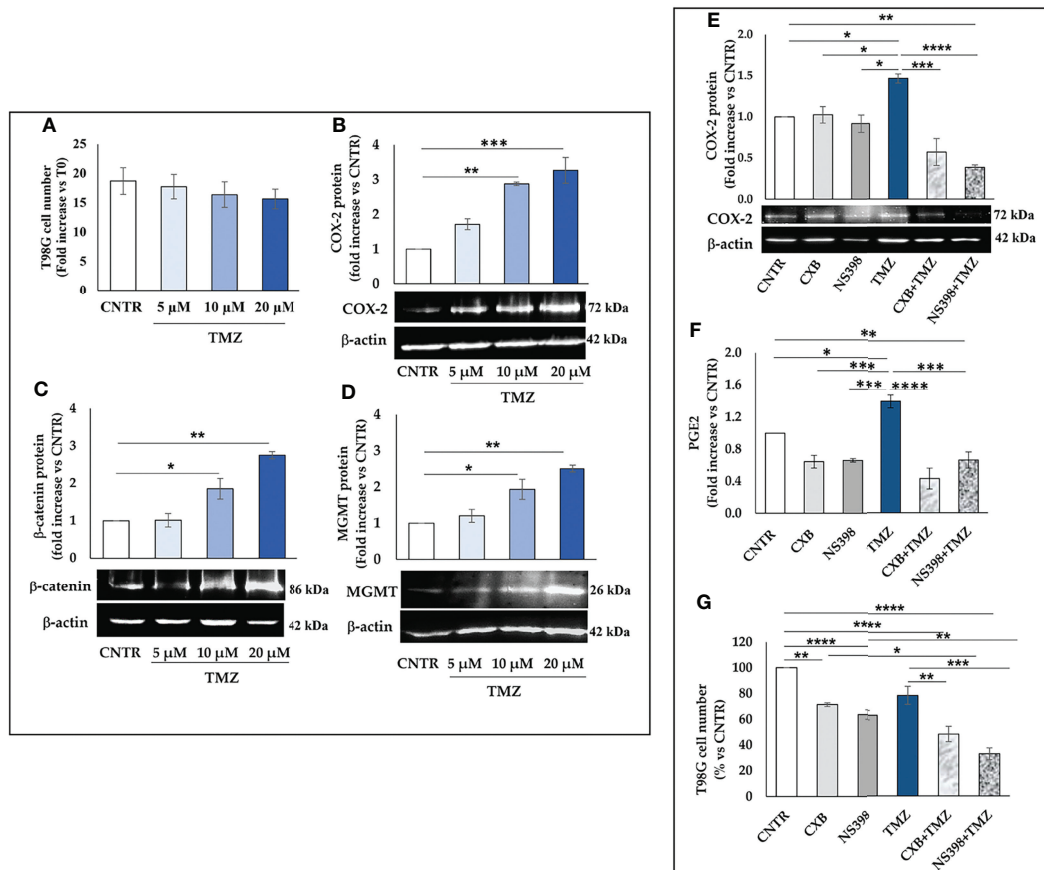 A
T98G cell number
(Fold increase vs T0)
25
20
15
10
5
0
CNTR
5 µM
10 µM
20 µM
TMZ
B
COX-2 protein
(fold increase vs CNTR)
4
3
2
1
0
***
**
COX-2
72 kDa
β-actin
42 kDa
CNTR
5 µM
10 µM
20 µM
TMZ
C
β-catenin protein
(fold increase vs CNTR)
4
3
2
1
0
**
*
β-catenin
86 kDa
β-actin
42 kDa
CNTR
5 µM
10 µM
20 µM
TMZ
D
MGMT protein
(Fold increase vs CNTR)
4
3
2
1
0
**
*
MGMT
26 kDa
β-actin
42 kDa
CNTR
5 µM
10 µM
20 µM
TMZ
E
COX-2 protein
(Fold increase vs CNTR)
2.0
1.5
1.0
0.5
0.0
**
*
* ****
* ***
COX-2
72 kDa
β-actin
42 kDa
CNTR
CXB
NS398
TMZ
CXB+TMZ
NS398+TMZ
F
PGE2
(Fold increase vs CNTR)
2.0
1.6
1.2
0.8
0.4
0.0
**
*
*** ***
*** ****
CNTR
CXB
NS398
TMZ
CXB+TMZ
NS398+TMZ
G
T98G cell number
(% vs CNTR)
120
100
80
60
40
20
0
****
****
**** **
** *
***
**
CNTR
CXB
NS398
TMZ
CXB+TMZ
NS398+TMZ